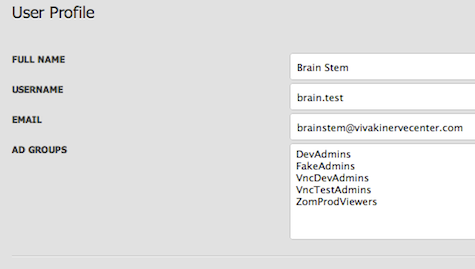 User Profile
FULL NAME
Brain Stem
USERNAME
brain.test
EMAIL
brainstem@vivakinervecenter.com
AD GROUPS
DevAdmins
FakeAdmins
VncDevAdmins
VncTestAdmins
ZomProdViewers